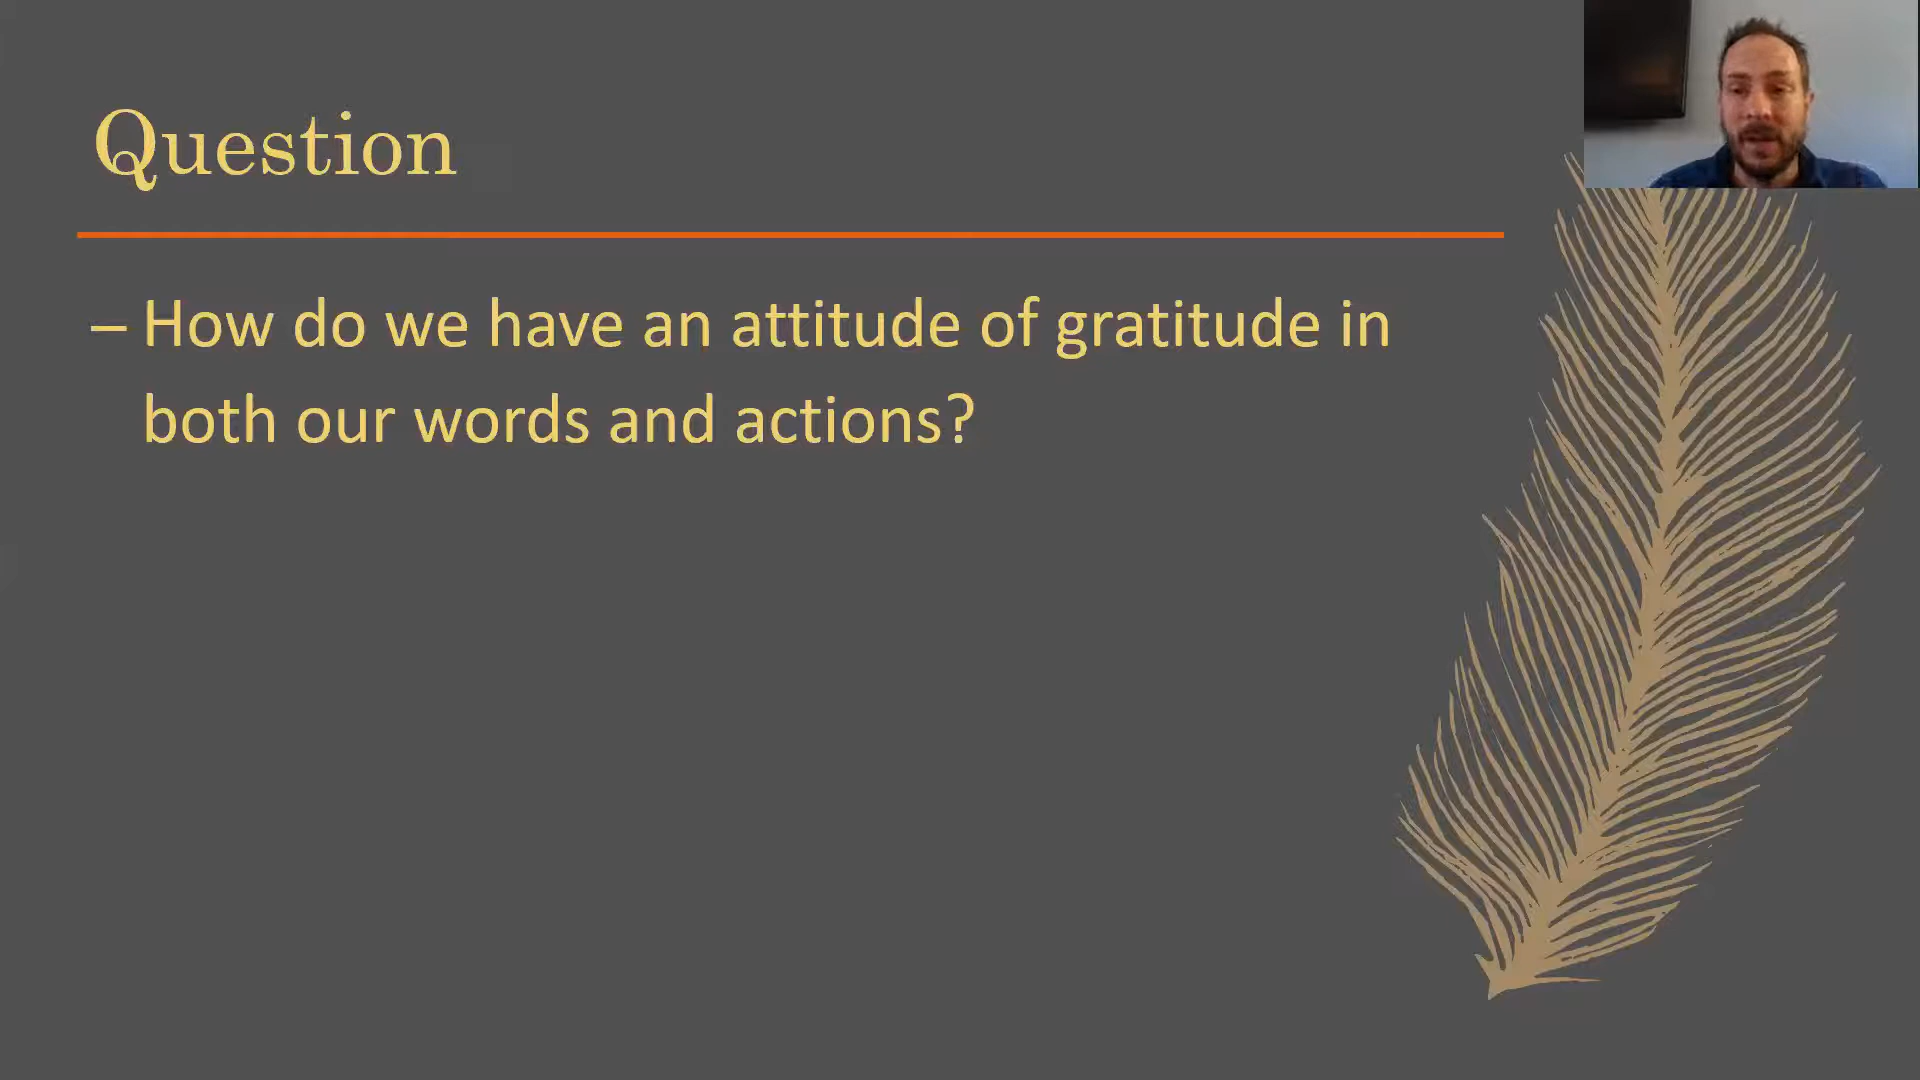 Question
– How do we have an attitude of gratitude in
both our words and actions?